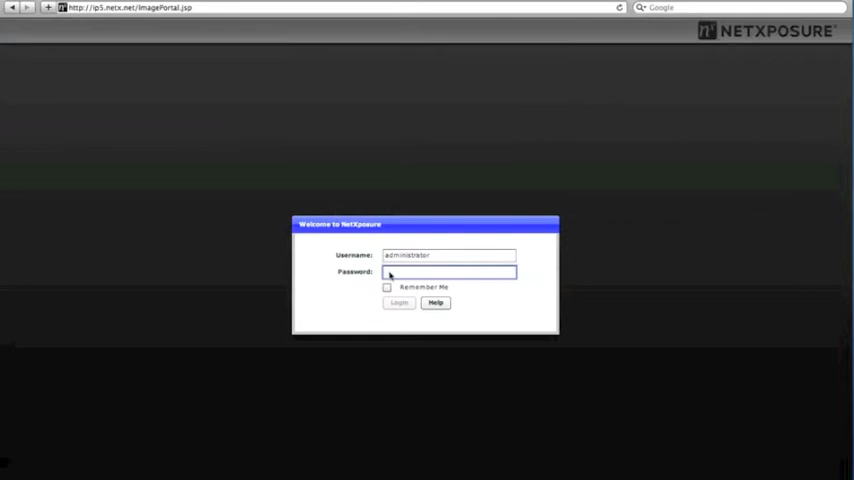 http://ip5.netx.net/ImagePortal.jsp
Google
NETXPOSURE
Welcome to NetXposure
Username: administrator
Password:
Remember Me
Login Help